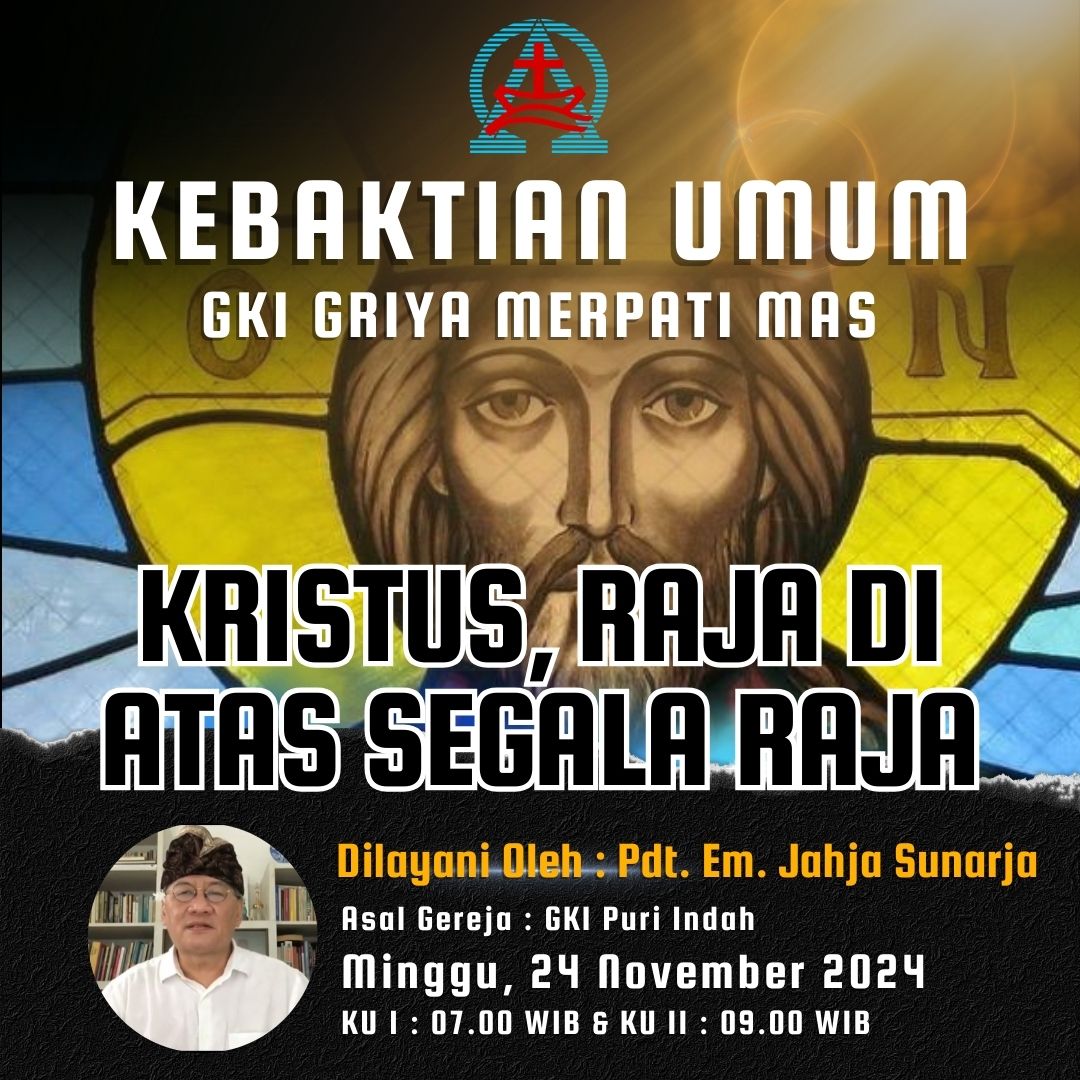 KEBAKTIAN UMUM
GKI GRIYA MERPATI MAS
O N
KRISTUS, RAJA DI
ATAS SEGALA RAJA
Dilayani Oleh : Pdt. Em. Jahja Sunarja
Asal Gereja : GKI Puri Indah
Minggu, 24 November 2024
KU I : 07.00 WIB & KU II : 09.00 WIB